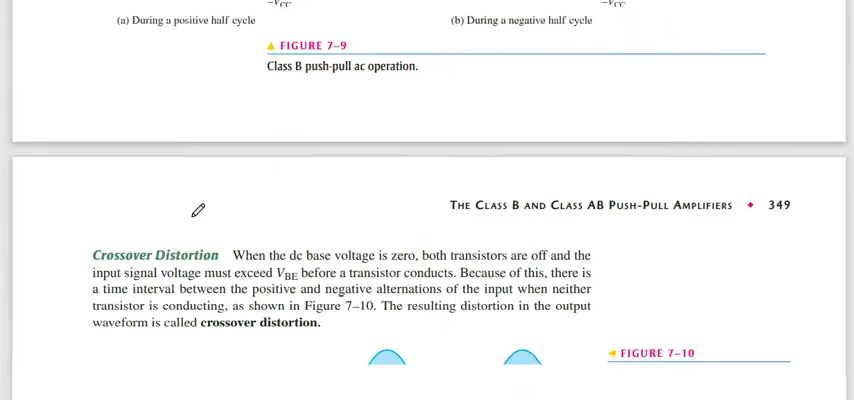 –VCC –VCC
(a) During a positive half cycle (b) During a negative half cycle
▲ FIGURE 7–9
Class B push-pull ac operation.
THE CLASS B AND CLASS AB PUSH-PULL AMPLIFIERS ◆ 349
Crossover Distortion When the dc base voltage is zero, both transistors are off and the
input signal voltage must exceed VBE before a transistor conducts. Because of this, there is
a time interval between the positive and negative alternations of the input when neither
transistor is conducting, as shown in Figure 7–10. The resulting distortion in the output
waveform is called crossover distortion.
◀ FIGURE 7–10